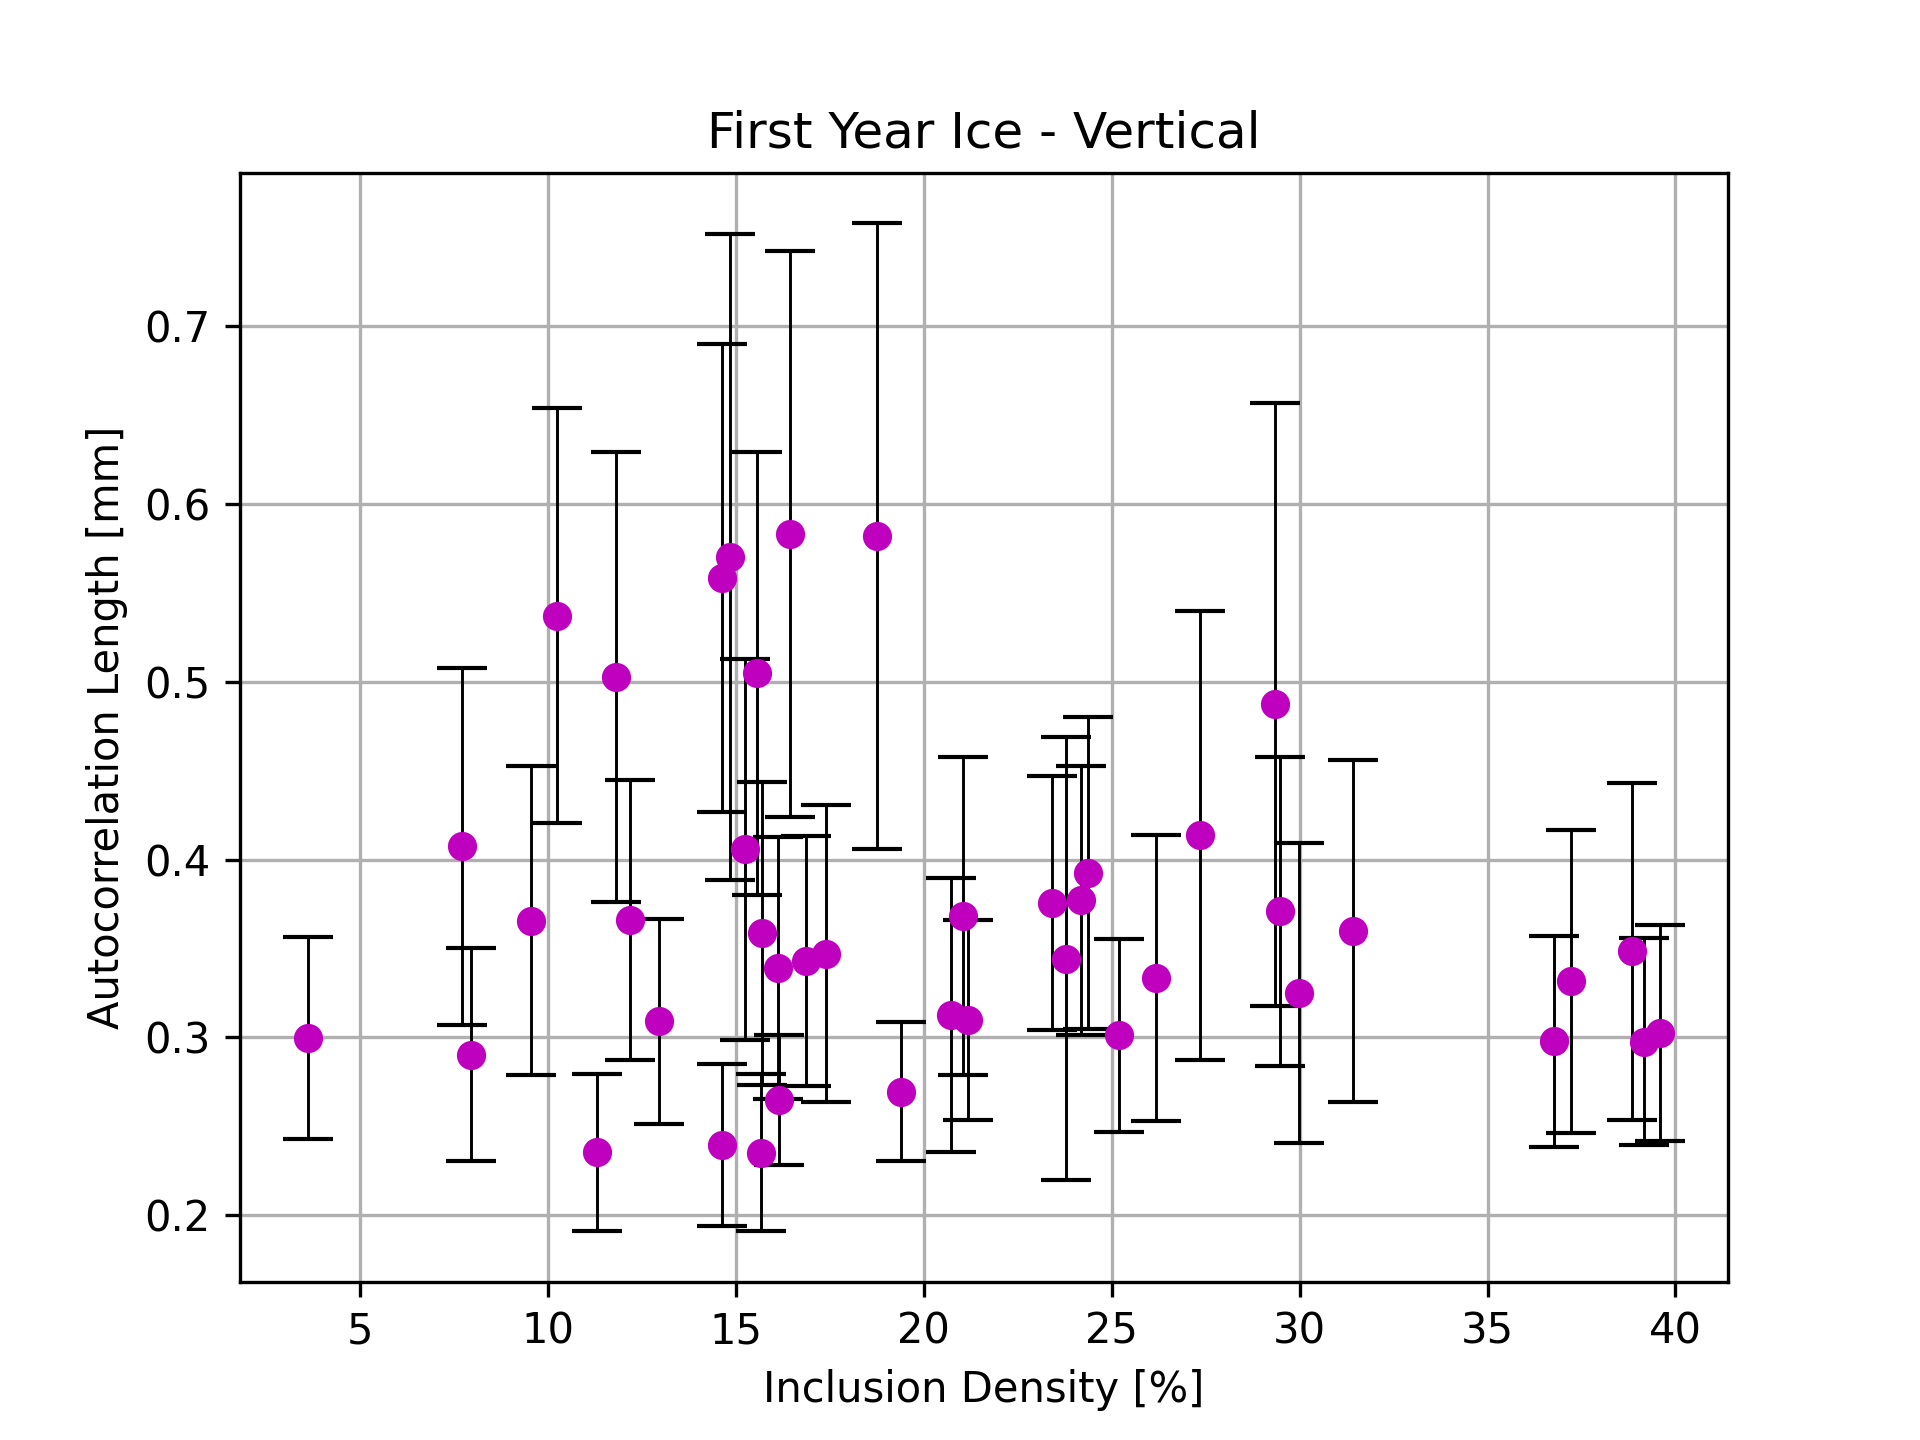 First Year Ice - Vertical
Autocorrelation Length [mm]
0.7
0.6
0.5
0.4
0.3
0.2
5 10 15 20 25 30 35 40
Inclusion Density [%]